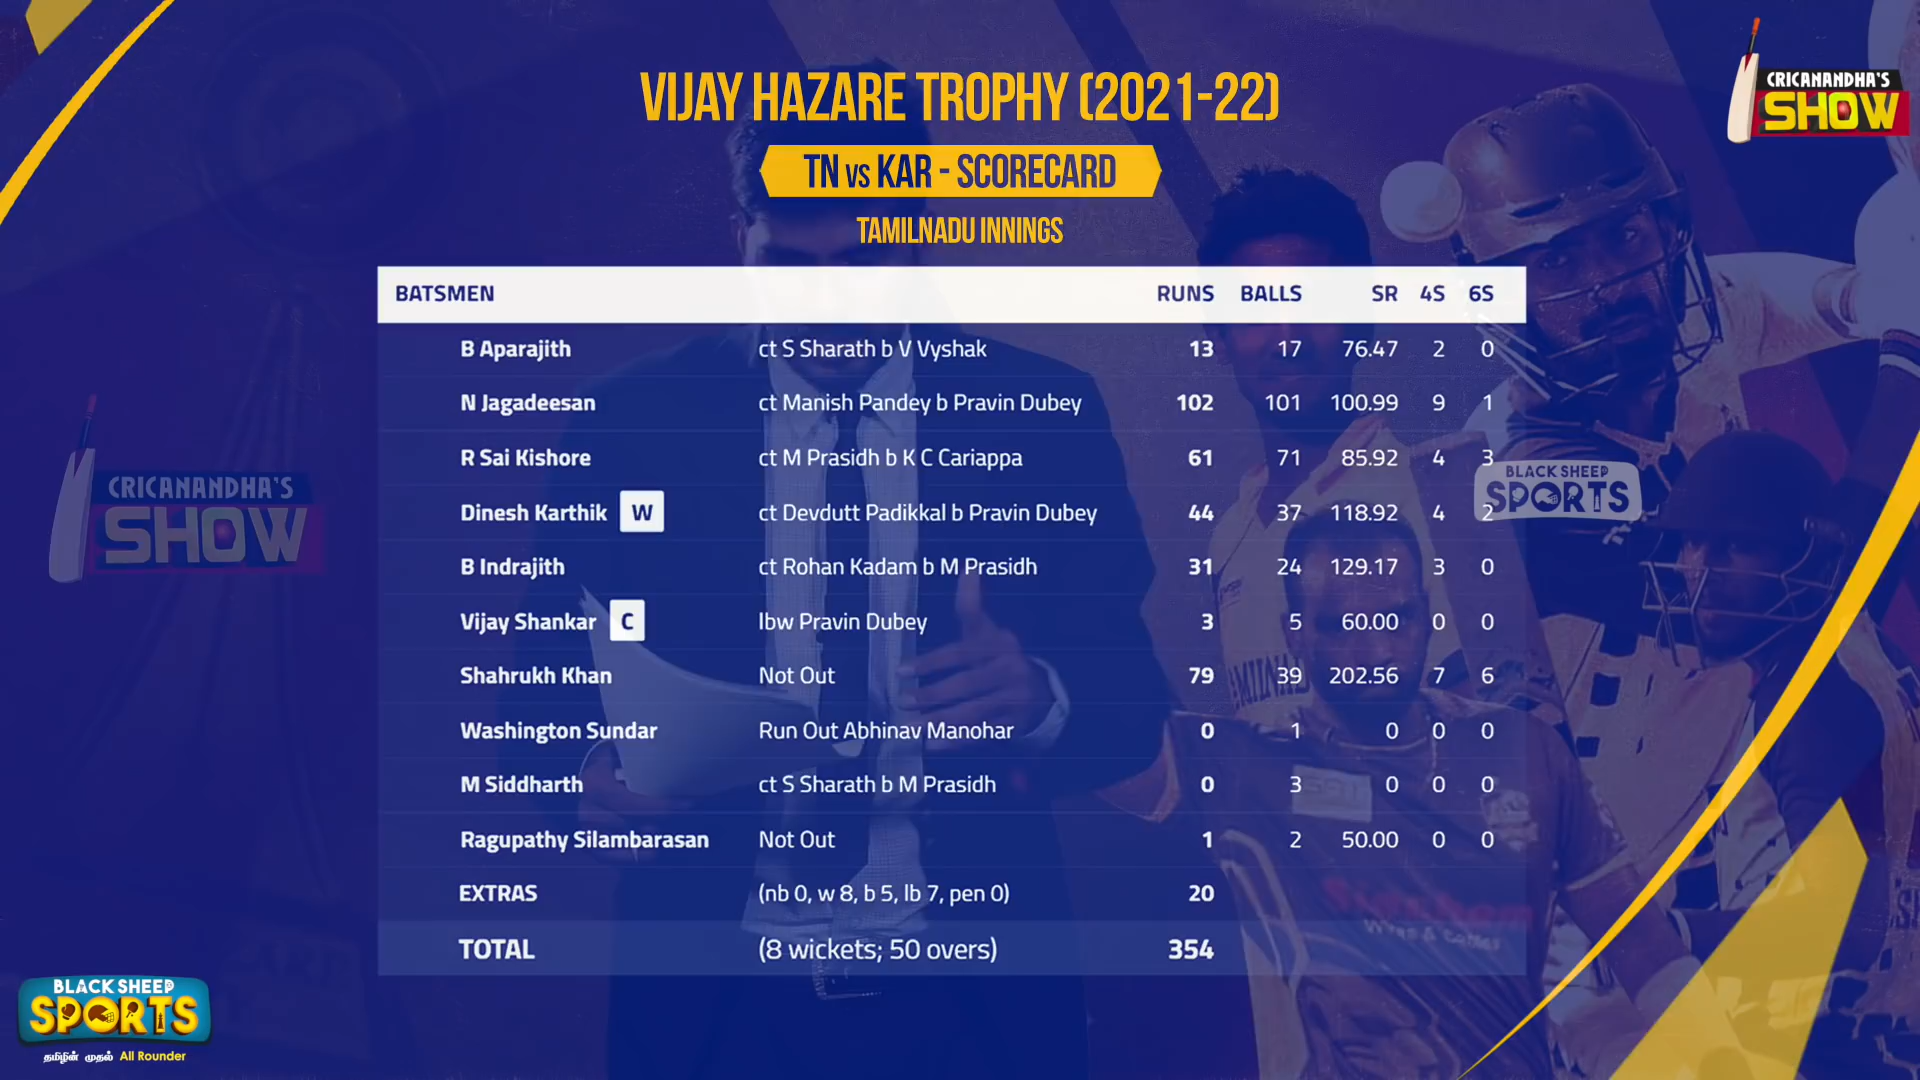 VIJAY HAZARE TROPHY (2021-22)
CRICANANDHA'S
SHOW
TN VS KAR - SCORECARD
TAMILNADU INNINGS
BATSMEN RUNS BALLS SR 4S 6S
B Aparajith ct S Sharath b V Vyshak 13 17 76.47 2 0
N Jagadeesan ct Manish Pandey b Pravin Dubey 102 101 100.99 9 1
R Sai Kishore ct M Prasidh b K C Cariappa 61 71 85.92 4 3
Dinesh Karthik W ct Devdutt Padikkal b Pravin Dubey 44 37 118.92 4 2
B Indrajith ct Rohan Kadam b M Prasidh 31 24 129.17 3 0
Vijay Shankar C lbw Pravin Dubey 3 5 60.00 0 0
Shahrukh Khan Not Out 79 39 202.56 7 6
Washington Sundar Run Out Abhinav Manohar 0 1 0 0 0
M Siddharth ct S Sharath b M Prasidh 0 3 0 0 0
Ragupathy Silambarasan Not Out 1 2 50.00 0 0
EXTRAS (nb 0, w 8, b 5, lb 7, pen 0) 20
TOTAL (8 wickets; 50 overs) 354
CRICANANDHA'S
SHOW
BLACK SHEEP
SPORTS
BLACK SHEEP
SPORTS
தமிழின் முதல் All Rounder